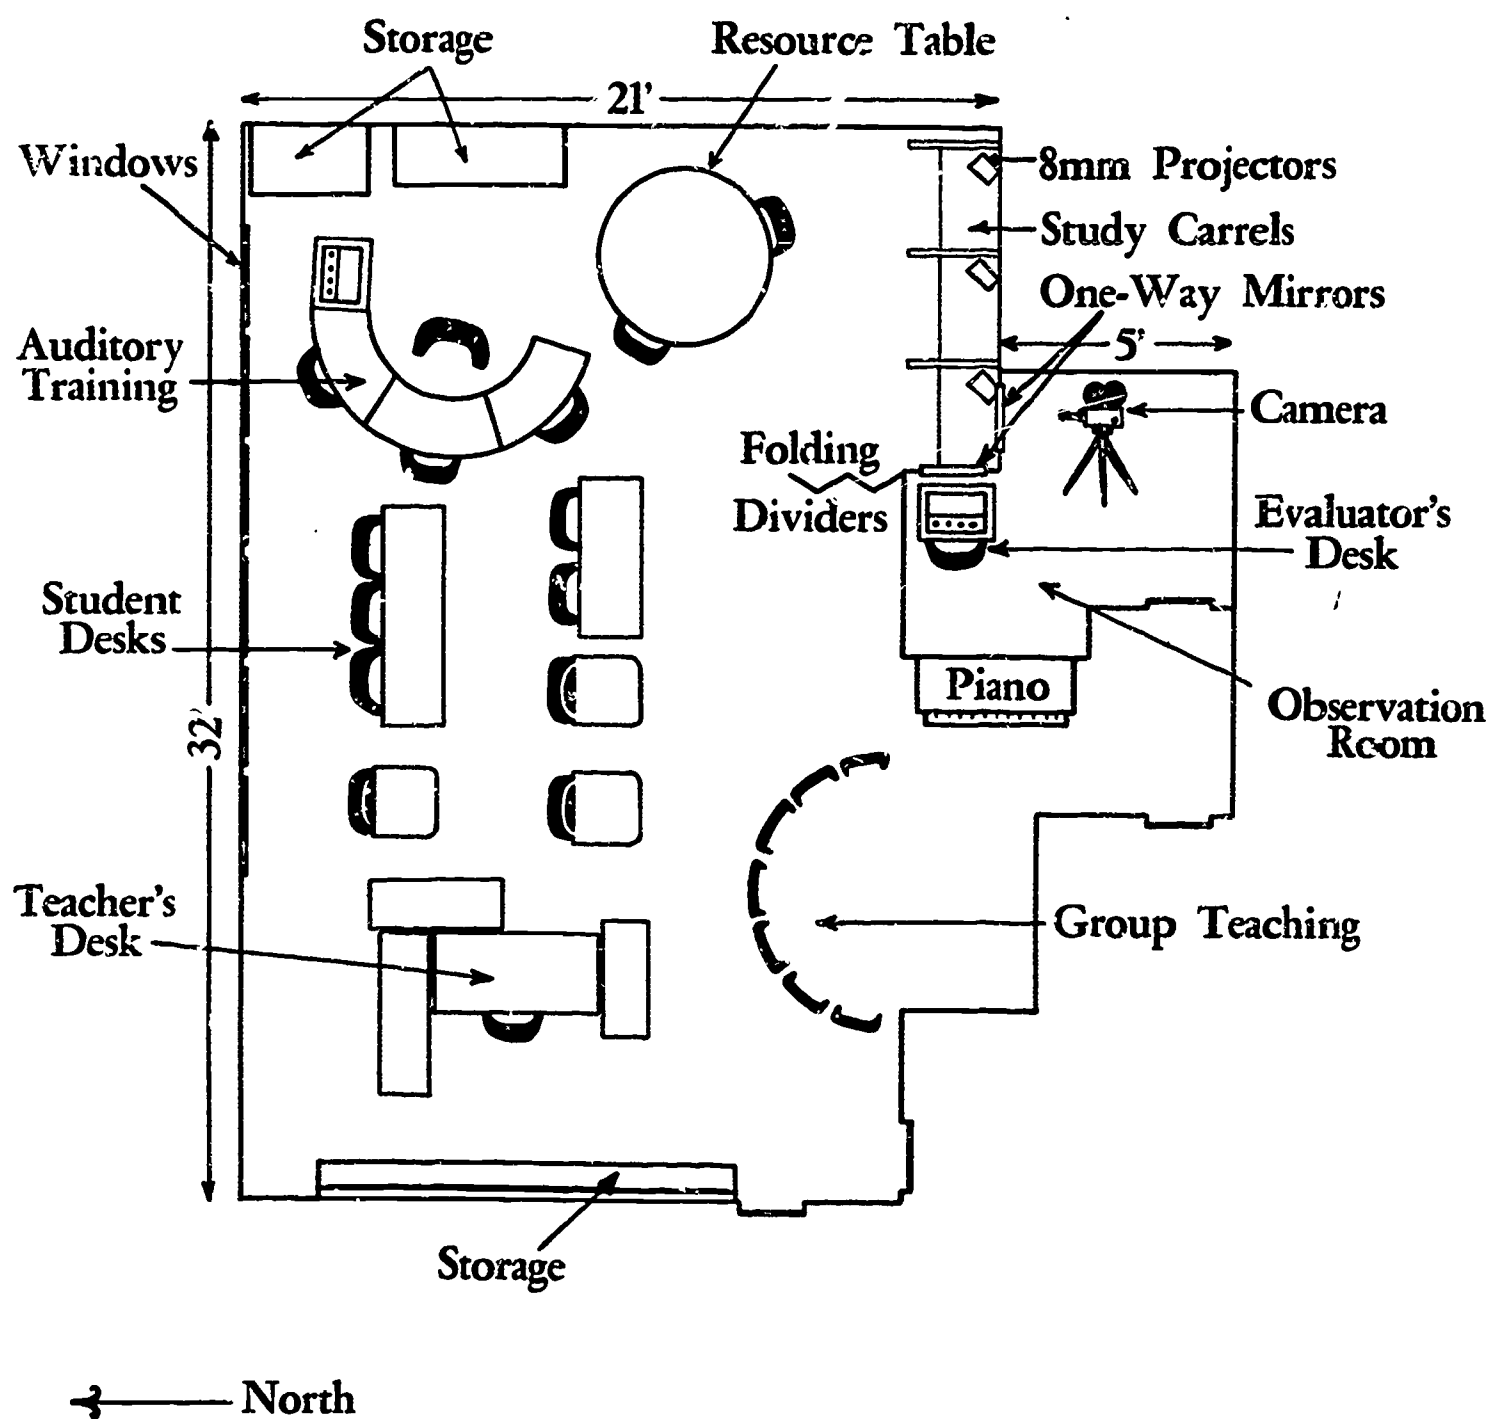 Storage
Resource Table
21'
Windows
8mm Projectors
Study Carrels
One-Way Mirrors
5'
Auditory
Training
Camera
Folding
Dividers
Evaluator's
Desk
Student
Desks
Piano
Observation
Room
32'
Teacher's
Desk
Group Teaching
Storage
North